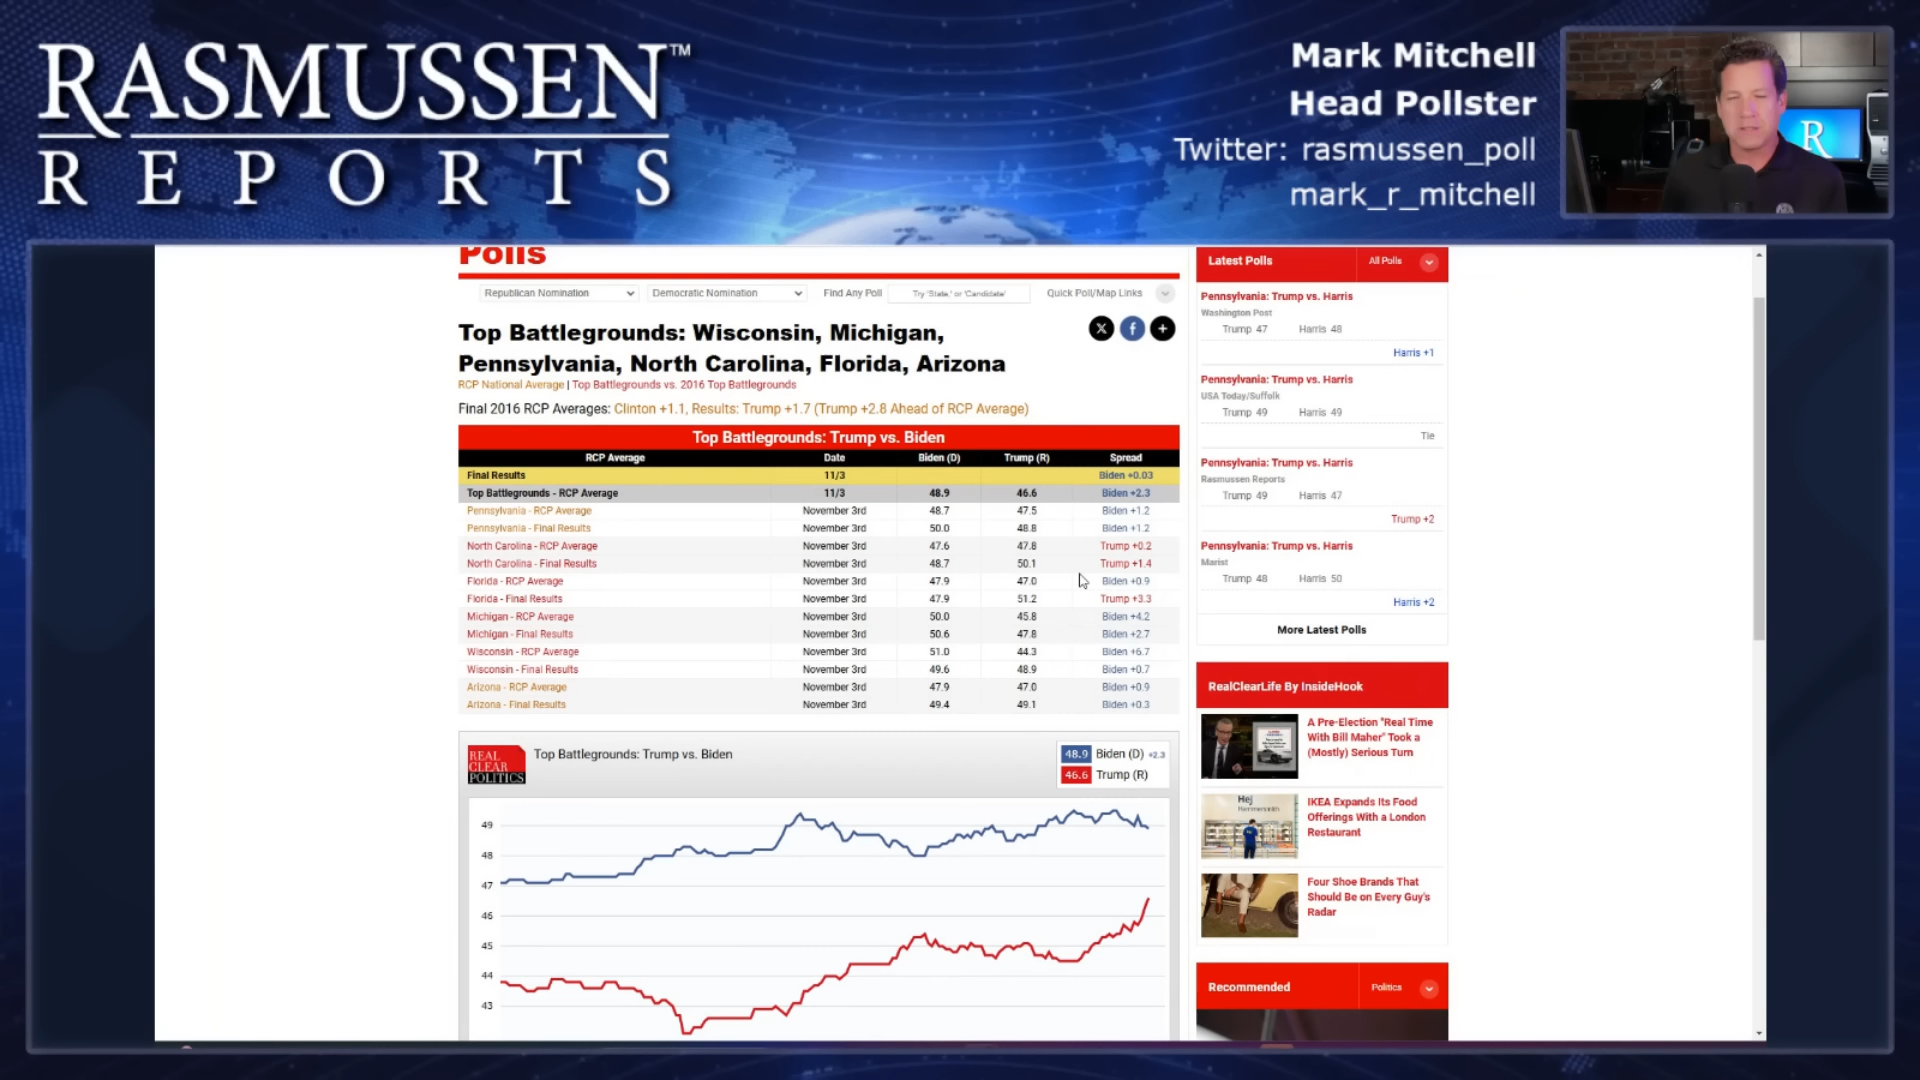 RASMUSSEN™
REPORTS
Mark Mitchell
Head Pollster
Twitter: rasmussen_poll
mark_r_mitchell
R
Polls
Republican Nomination
Democratic Nomination
Find Any Poll
Try 'State,' or 'Candidate'
Quick Poll/Map Links
Top Battlegrounds: Wisconsin, Michigan,
Pennsylvania, North Carolina, Florida, Arizona
RCP National Average | Top Battlegrounds vs. 2016 Top Battlegrounds
Final 2016 RCP Averages: Clinton +1.1, Results: Trump +1.7 (Trump +2.8 Ahead of RCP Average)
Top Battlegrounds: Trump vs. Biden
RCP Average Date Biden (D) Trump (R) Spread
Final Results 11/3 Biden +0.03
Top Battlegrounds - RCP Average 11/3 48.9 46.6 Biden +2.3
Pennsylvania - RCP Average November 3rd 48.7 47.5 Biden +1.2
Pennsylvania - Final Results November 3rd 50.0 48.8 Biden +1.2
North Carolina - RCP Average November 3rd 47.6 47.8 Trump +0.2
North Carolina - Final Results November 3rd 48.7 50.1 Trump +1.4
Florida - RCP Average November 3rd 47.9 47.0 Biden +0.9
Florida - Final Results November 3rd 47.9 51.2 Trump +3.3
Michigan - RCP Average November 3rd 50.0 45.8 Biden +4.2
Michigan - Final Results November 3rd 50.6 47.8 Biden +2.7
Wisconsin - RCP Average November 3rd 51.0 44.3 Biden +6.7
Wisconsin - Final Results November 3rd 49.6 48.9 Biden +0.7
Arizona - RCP Average November 3rd 47.9 47.0 Biden +0.9
Arizona - Final Results November 3rd 49.4 49.1 Biden +0.3
REAL
CLEAR
POLITICS
Top Battlegrounds: Trump vs. Biden
48.9 Biden (D) +2.3
46.6 Trump (R)
49
48
47
46
45
44
43
Latest Polls
All Polls
Pennsylvania: Trump vs. Harris
Washington Post
Trump 47 Harris 48
Harris +1
Pennsylvania: Trump vs. Harris
USA Today/Suffolk
Trump 49 Harris 49
Tie
Pennsylvania: Trump vs. Harris
Rasmussen Reports
Trump 49 Harris 47
Trump +2
Pennsylvania: Trump vs. Harris
Marist
Trump 48 Harris 50
Harris +2
More Latest Polls
RealClearLife By InsideHook
A Pre-Election "Real Time
With Bill Maher" Took a
(Mostly) Serious Turn
Hej
IKEA Expands Its Food
Offerings With a London
Restaurant
Four Shoe Brands That
Should Be on Every Guy's
Radar
Recommended
Politics